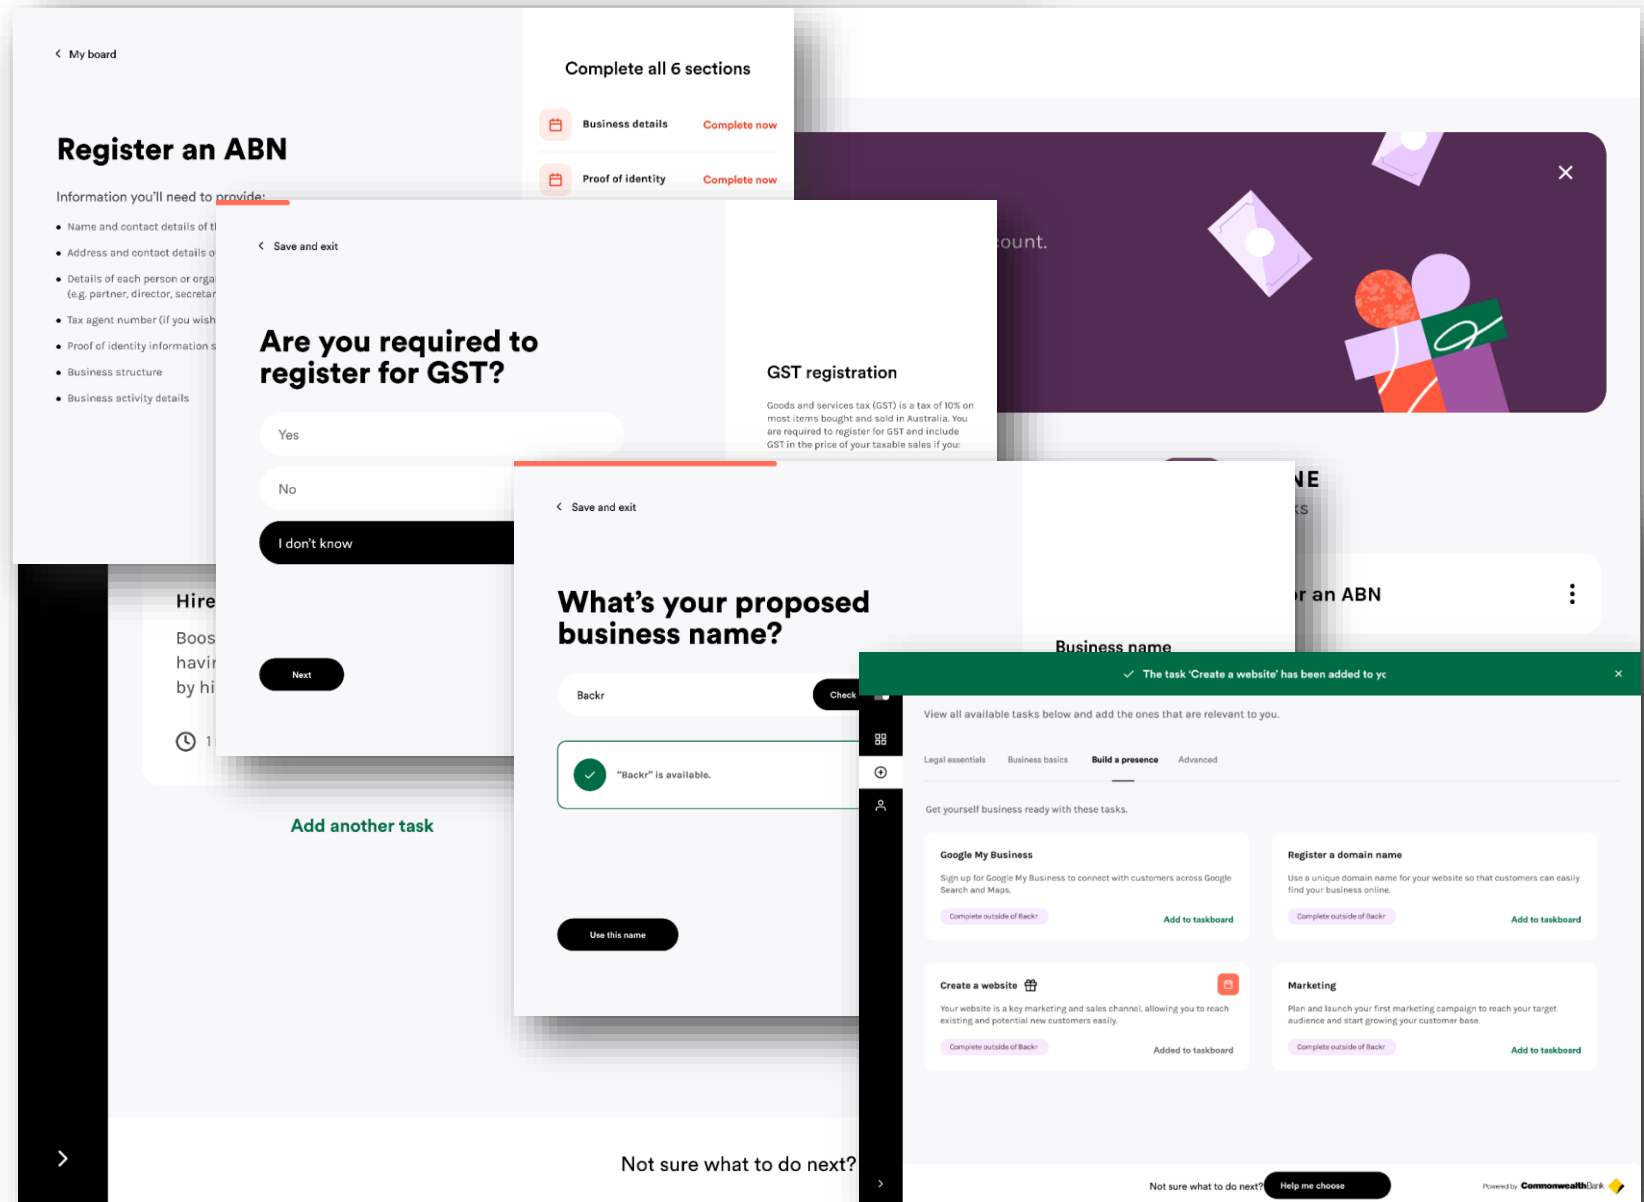 My board
Complete all 6 sections
Business details
Complete now
Proof of identity
Complete now
Register an ABN
Information you'll need to provide:
Name and contact details of
Address and contact details
Details of each person or
(e.g. partner, director,
Tax agent number (if you wish
Proof of identity information
Business structure
Business activity details
Save and exit
Are you required to
register for GST?
Yes
No
I don't know
Next
GST registration
Goods and services tax (GST) is a tax of 10% on
most items bought and sold in Australia. You
are required to register for GST and include
GST in the price of your taxable sales if you:
count.
NE
ks
or an ABN
Hire
Boos
havin
by hi
1
Add another task
Not sure what to do next?
Save and exit
What's your proposed
business name?
Backr
Check
"Backr" is available.
Use this name
Business name
The task 'Create a website' has been added to yo
View all available tasks below and add the ones that are relevant to you.
Legal essentials
Business basics
Build a presence
Advanced
Get yourself business ready with these tasks.
Google My Business
Sign up for Google My Business to connect with customers across Google
Search and Maps.
Complete outside of Backr
Add to taskboard
Register a domain name
Use a unique domain name for your website so that customers can easily
find your business online.
Complete outside of Backr
Add to taskboard
Create a website
Your website is a key marketing and sales channel, allowing you to reach
existing and potential new customers easily.
Complete outside of Backr
Added to taskboard
Marketing
Plan and launch your first marketing campaign to reach your target
audience and start growing your customer base.
Complete outside of Backr
Add to taskboard
Not sure what to do next?
Help me choose
Powered by CommonwealthBank